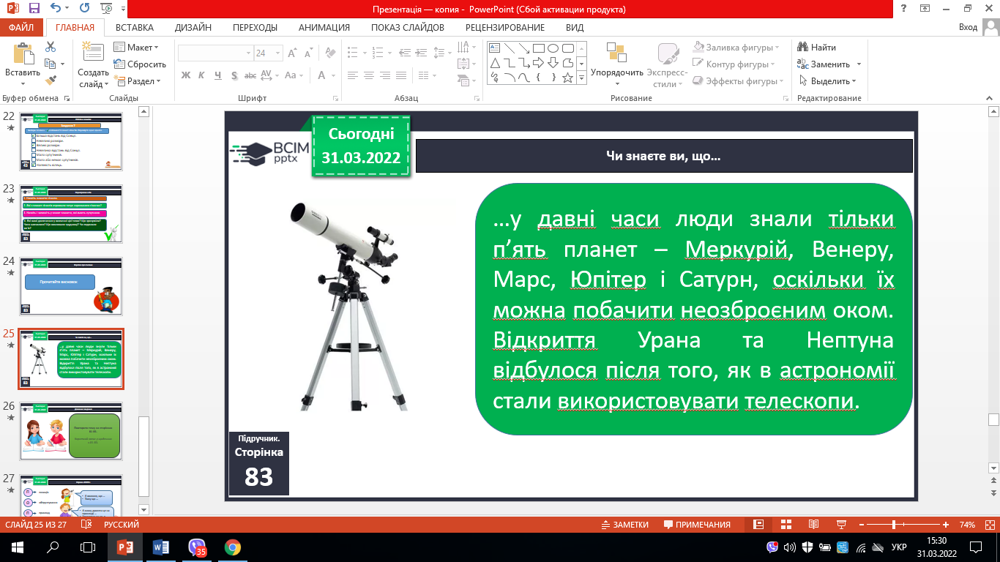 Презентація — копия - PowerPoint (Сбой активации продукта)
ФАЙЛ ГЛАВНАЯ ВСТАВКА ДИЗАЙН ПЕРЕХОДЫ АНИМАЦИЯ ПОКАЗ СЛАЙДОВ РЕЦЕНЗИРОВАНИЕ ВИД Вход
Вставить
Создать слайд
Макет
Сбросить
Раздел
24
Ж К Ч S abc AV Aa A
Упорядочить
Экспресс-стили
Заливка фигуры
Контур фигуры
Эффекты фигуры
Найти
Заменить
Выделить
Буфер обмена Слайды Шрифт Абзац Рисование Редактирование
22
23
24
Прочитайте висновок
25
26
27
Сьогодні
31.03.2022
ВСІМ
pptx
Чи знаєте ви, що...
...у давні часи люди знали тільки
п’ять планет – Меркурій, Венеру,
Марс, Юпітер і Сатурн, оскільки їх
можна побачити неозброєним оком.
Відкриття Урана та Нептуна
відбулося після того, як в астрономії
стали використовувати телескопи.
Підручник.
Сторінка
83
СЛАЙД 25 ИЗ 27 РУССКИЙ ЗАМЕТКИ ПРИМЕЧАНИЯ 74%
35
УКР
15:30
31.03.2022